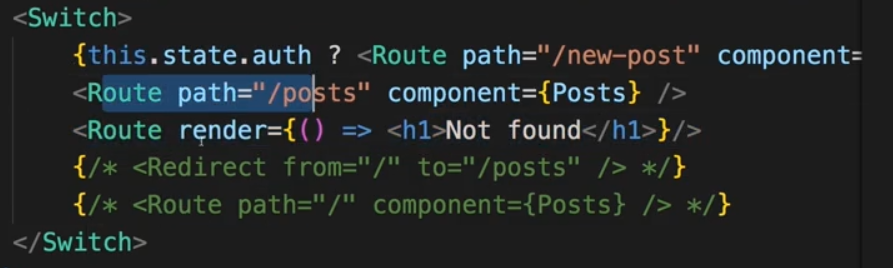 <Switch>
{this.state.auth ? <Route path="/new-post" component=
<Route path="/posts" component={Posts} />
<Route render={() => <h1>Not found</h1>}/>
{/* <Redirect from="/" to="/posts" /> */}
{/* <Route path="/" component={Posts} /> */}
</Switch>